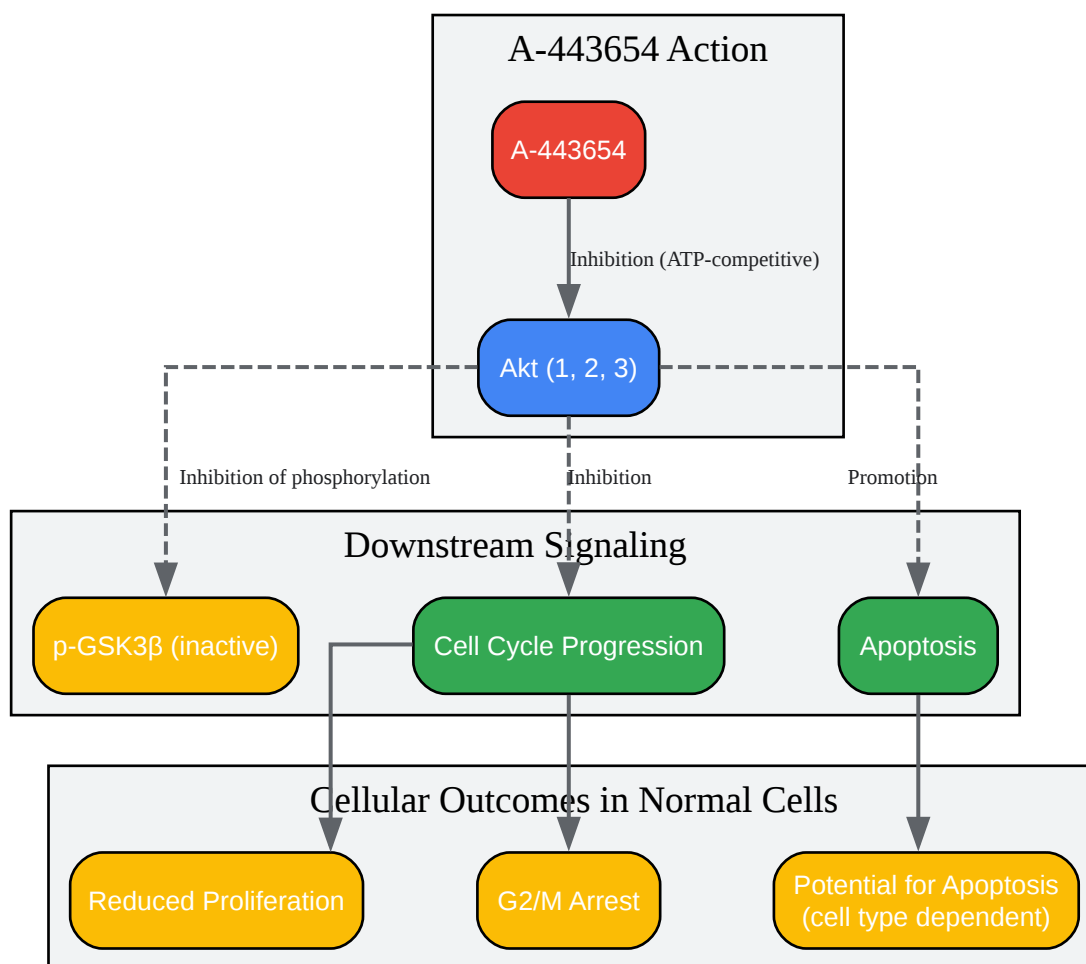 A-443654 Action
A-443654
Inhibition (ATP-competitive)
Akt (1, 2, 3)
Inhibition of phosphorylation
Inhibition
Promotion
Downstream Signaling
p-GSK3β (inactive)
Cell Cycle Progression
Apoptosis
Cellular Outcomes in Normal Cells
Reduced Proliferation
G2/M Arrest
Potential for Apoptosis
(cell type dependent)